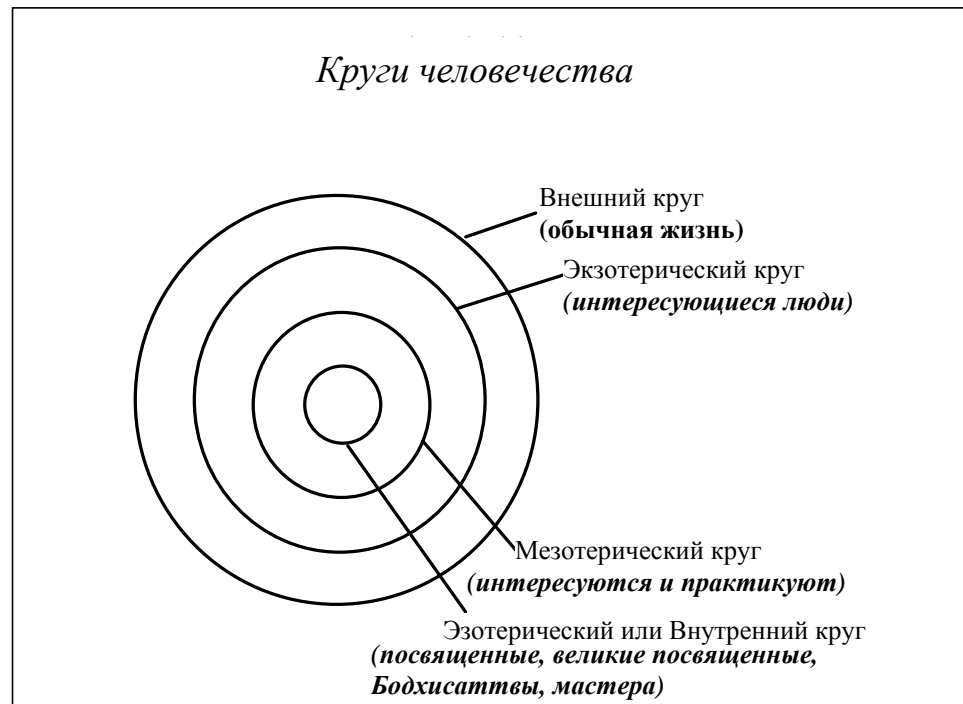 Круги человечества
Внешний круг
(обычная жизнь)
Экзотерический круг
(интересующиеся люди)
Мезотерический круг
(интересуются и практикуют)
Эзотерический или Внутренний круг
(посвященные, великие посвященные,
Бодхисаттвы, мастера)